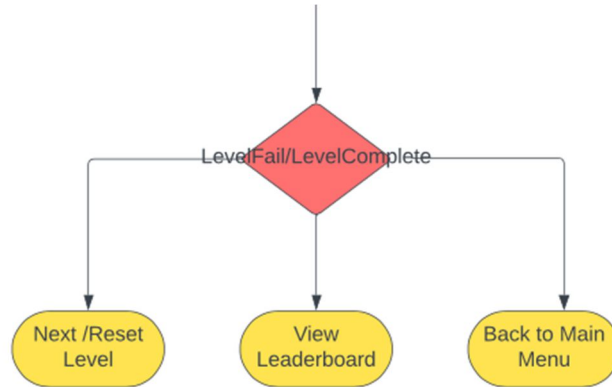 LevelFail/LevelComplete
Next /Reset
Level
View
Leaderboard
Back to Main
Menu